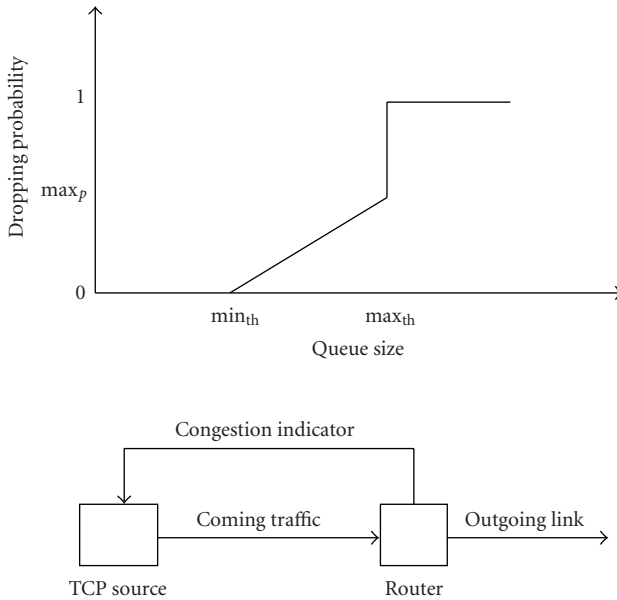 Dropping probability
1
max_p
0
min_th
max_th
Queue size
Congestion indicator
Coming traffic
Outgoing link
TCP source
Router